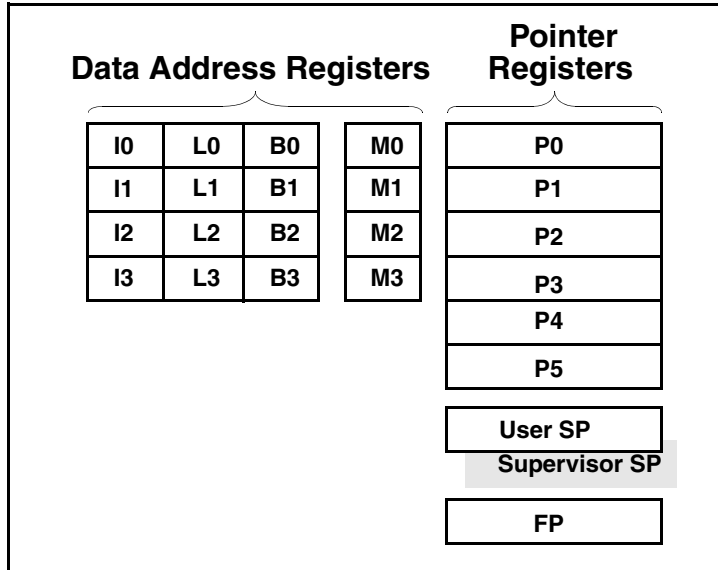 Data Address Registers
Pointer
Registers
I0 L0 B0 M0 P0
I1 L1 B1 M1 P1
I2 L2 B2 M2 P2
I3 L3 B3 M3 P3
P4
P5
User SP
Supervisor SP
FP